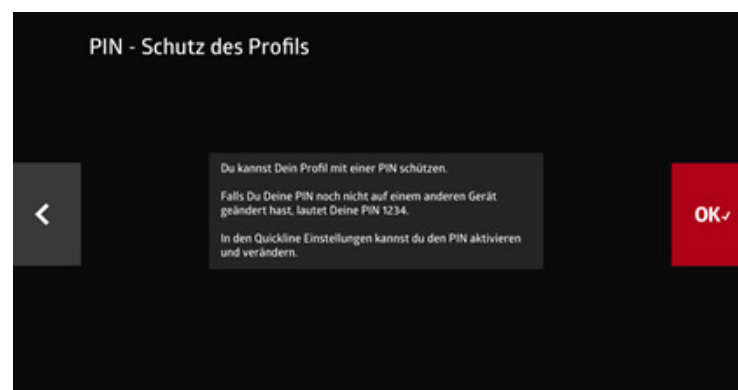 PIN - Schutz des Profils
Du kannst Dein Profil mit einer PIN schützen.
Falls Du Deine PIN noch nicht auf einem anderen Gerät
geändert hast, lautet Deine PIN 1234.
In den Quickline Einstellungen kannst du den PIN aktivieren
und verändern.
OK✓